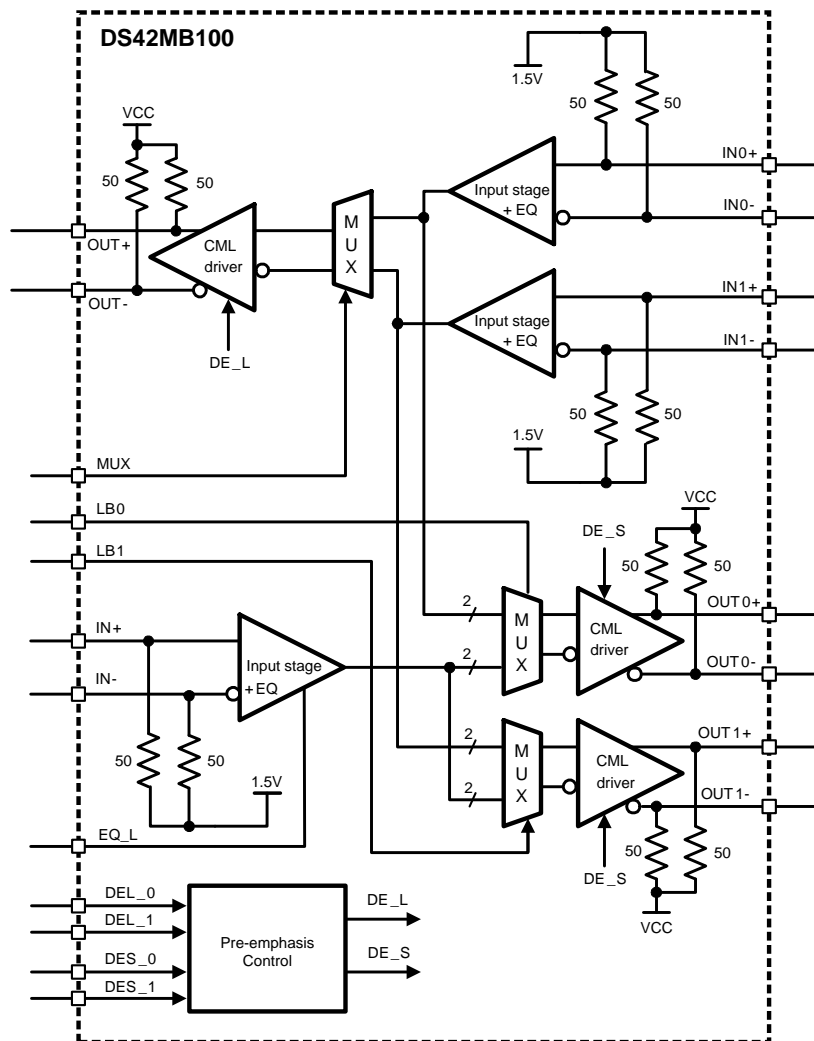 DS42MB100
1.5V
50
50
VCC
50
50
IN0+
Input stage
+ EQ
IN0-
M
U
X
OUT+
CML
driver
OUT-
DE_L
IN1+
Input stage
+ EQ
IN1-
50
50
1.5V
MUX
LB0
LB1
VCC
DE_S
50
50
2
M
U
X
CML
driver
OUT0+
OUT0-
2
IN+
Input stage
+EQ
IN-
50
50
1.5V
2
M
U
X
2
CML
driver
OUT1+
OUT1-
DE_S
50
50
VCC
EQ_L
DEL_0
DEL_1
DES_0
DES_1
Pre-emphasis
Control
DE_L
DE_S